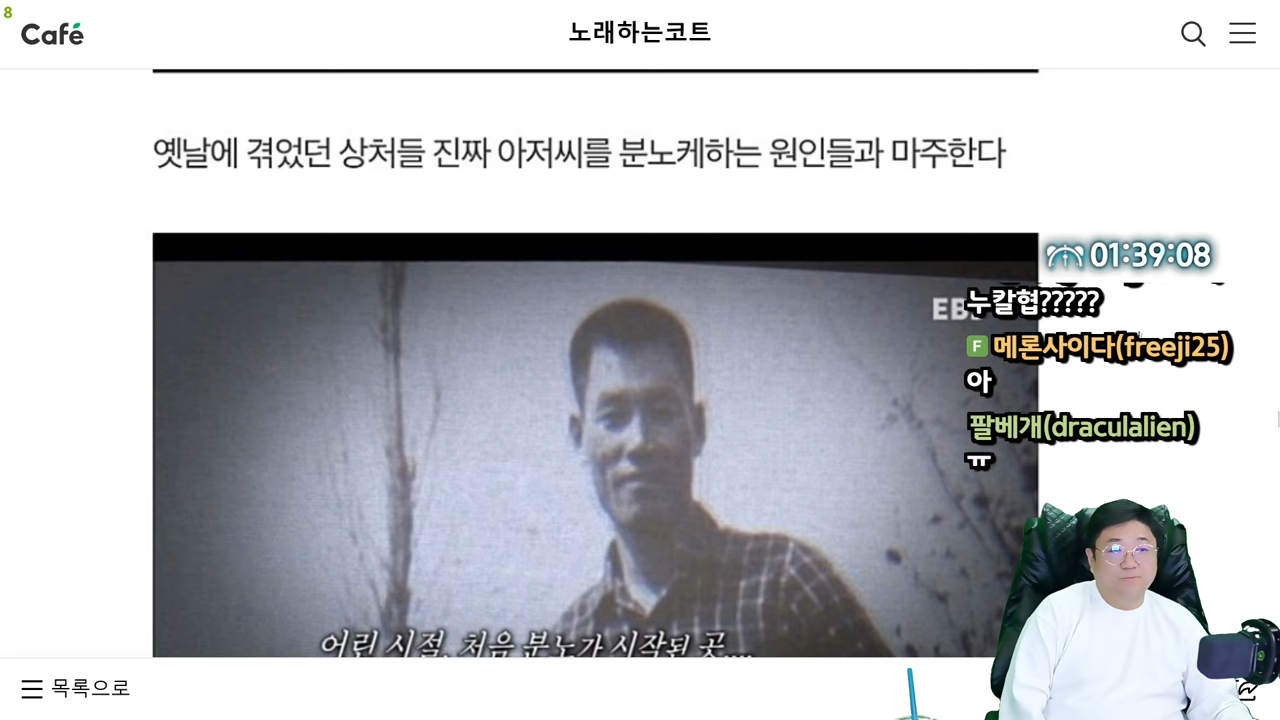 8
Café
노래하는코트
옛날에 겪었던 상처들 진짜 아저씨를 분노케하는 원인들과 마주한다
EB
01:39:08
누칼협?????
F 메론사이다(freeji25)
아
팔베개(draculalien)
ㅠ
어린 시절, 처음 분노가 시작된 곳....
목록으로